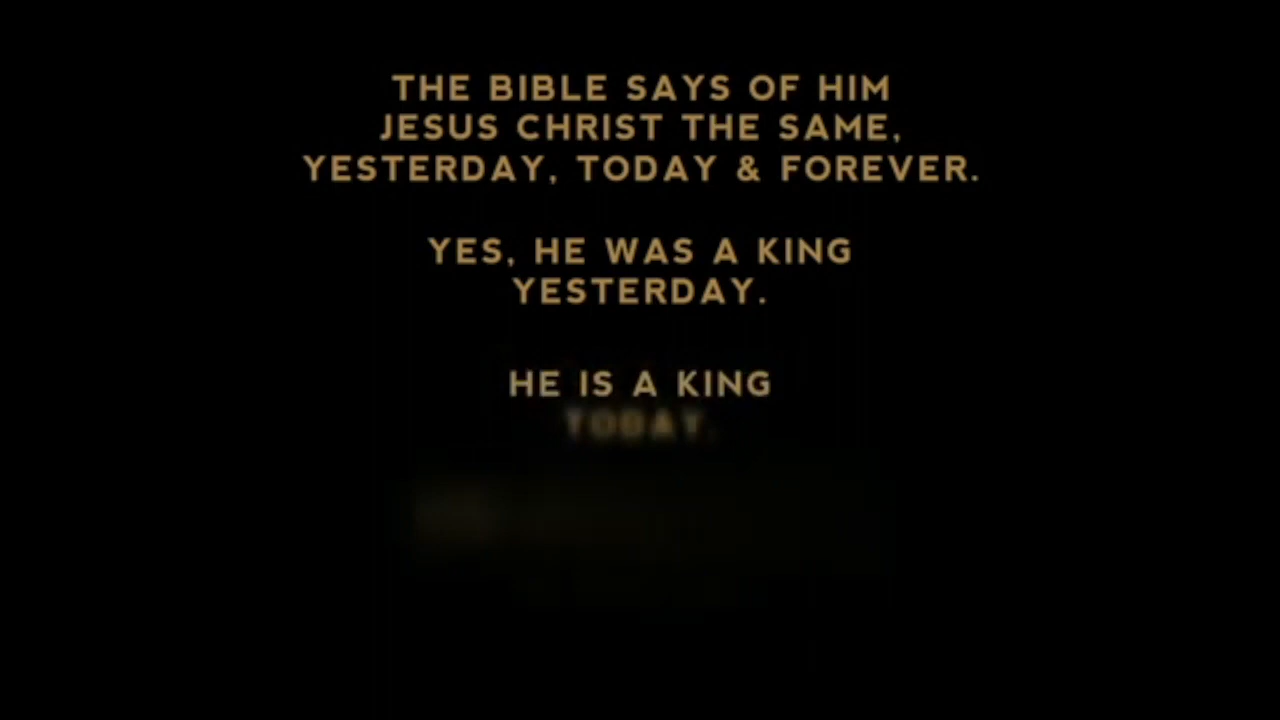 THE BIBLE SAYS OF HIM
JESUS CHRIST THE SAME,
YESTERDAY, TODAY & FOREVER.
YES, HE WAS A KING
YESTERDAY.
HE IS A KING
TODAY.